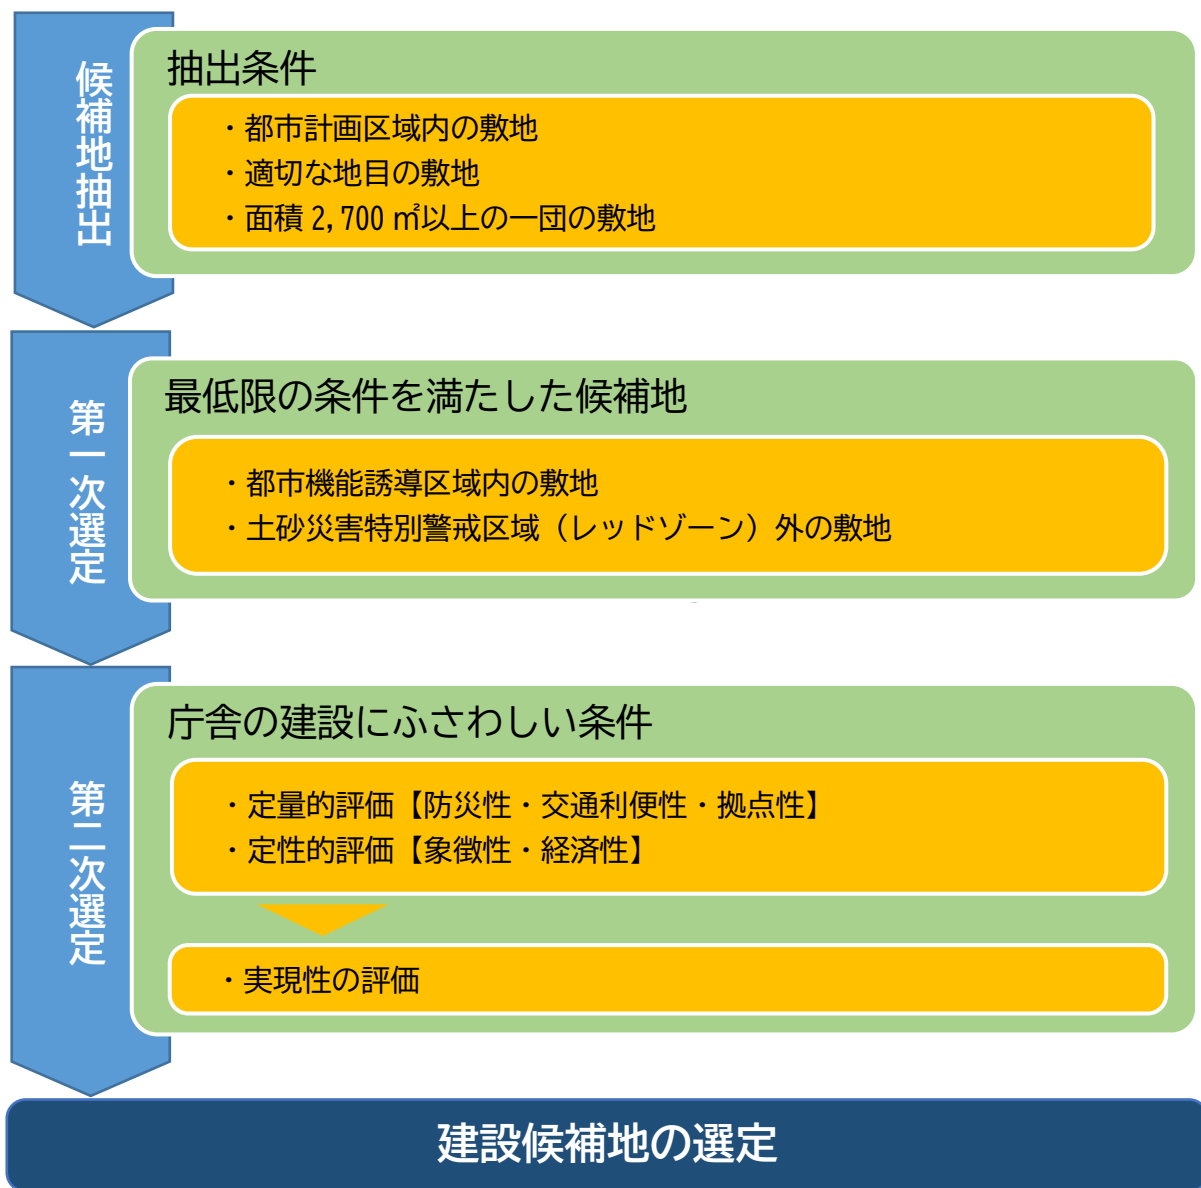 候補地抽出
抽出条件
・都市計画区域内の敷地
・適切な地目の敷地
・面積 2,700 ㎡以上の一団の敷地
第一次選定
最低限の条件を満たした候補地
・都市機能誘導区域内の敷地
・土砂災害特別警戒区域（レッドゾーン）外の敷地
第二次選定
庁舎の建設にふさわしい条件
・定量的評価【防災性・交通利便性・拠点性】
・定性的評価【象徴性・経済性】
・実現性の評価
建設候補地の選定